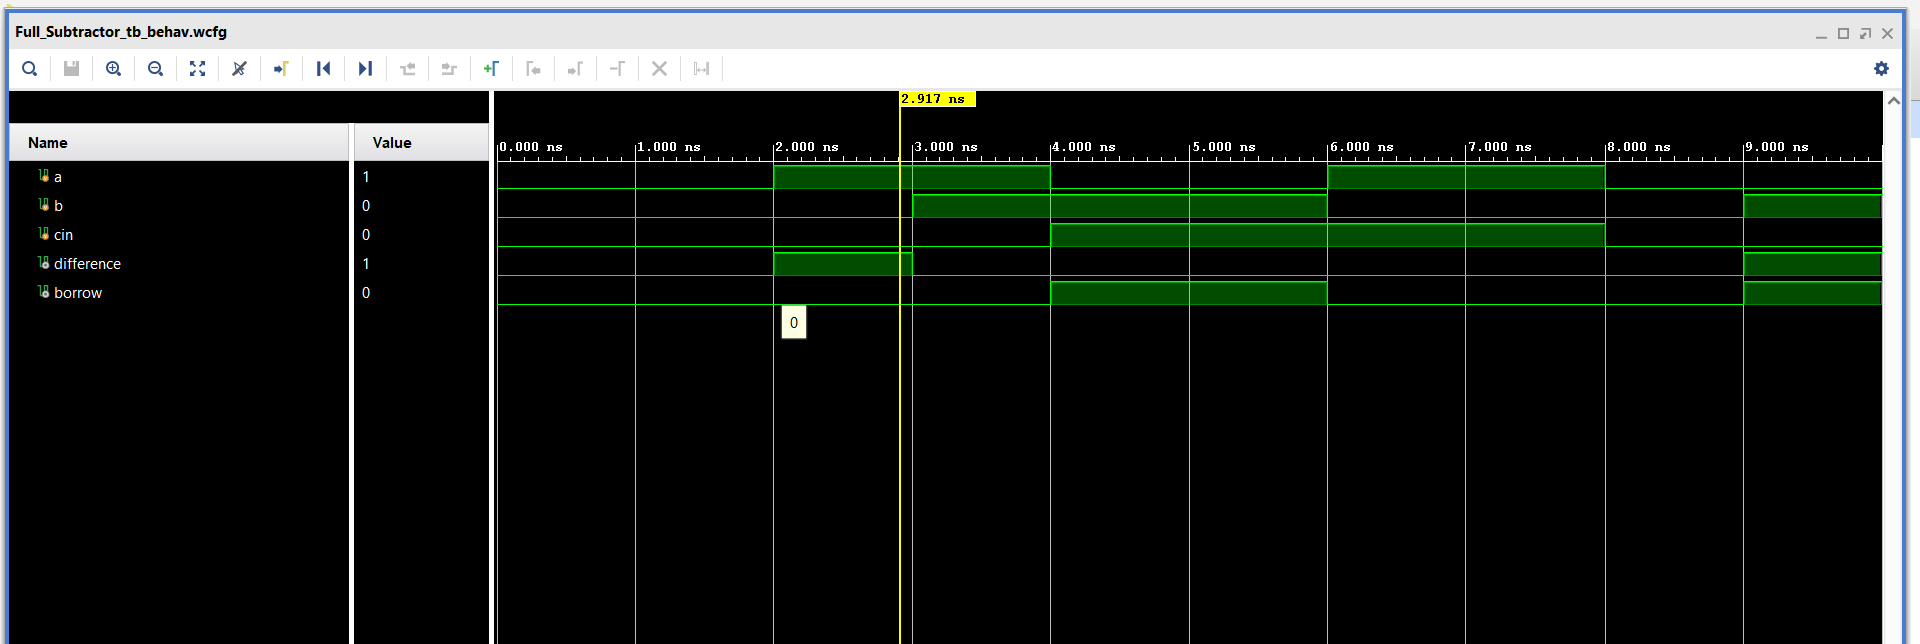 Full_Subtractor_tb_behav.wcfg
2.917 ns
Name Value
0.000 ns 1.000 ns 2.000 ns 3.000 ns 4.000 ns 5.000 ns 6.000 ns 7.000 ns 8.000 ns 9.000 ns
a 1
b 0
cin 0
difference 1
borrow 0
0